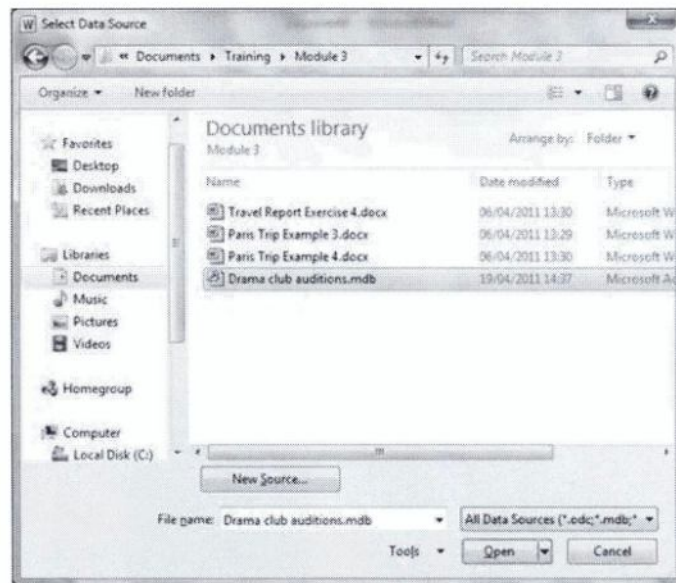 Select Data Source
« Documents ▸ Training ▸ Module 3
Search Module 3
Organize
New folder
Favorites
Desktop
Downloads
Recent Places
Libraries
Documents
Music
Pictures
Videos
Homegroup
Computer
Local Disk (C:)
Documents library
Module 3
Arrange by: Folder
Name Date modified Type
Travel Report Exercise 4.docx 06/04/2011 13:30 Microsoft W
Paris Trip Example 3.docx 06/04/2011 13:29 Microsoft W
Paris Trip Example 4.docx 06/04/2011 13:30 Microsoft W
Drama club auditions.mdb 19/04/2011 14:37 Microsoft Ac
New Source...
File name: Drama club auditions.mdb All Data Sources (*.odc;*.mdb;*
Tools Open Cancel